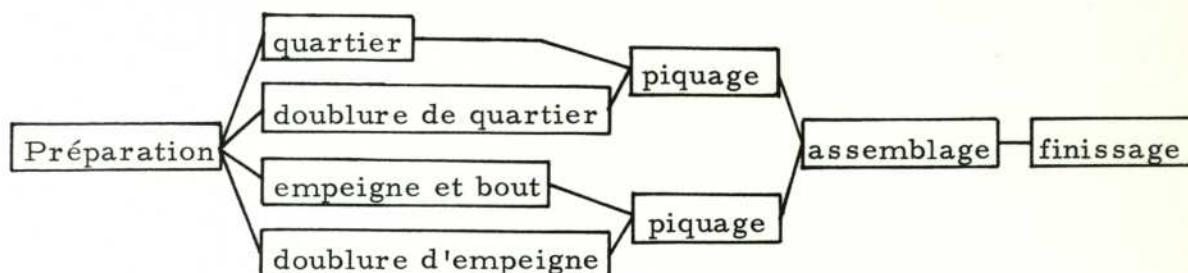 quartier
piquage
doublure de quartier
Préparation
assemblage
finissage
empeigne et bout
piquage
doublure d'empeigne